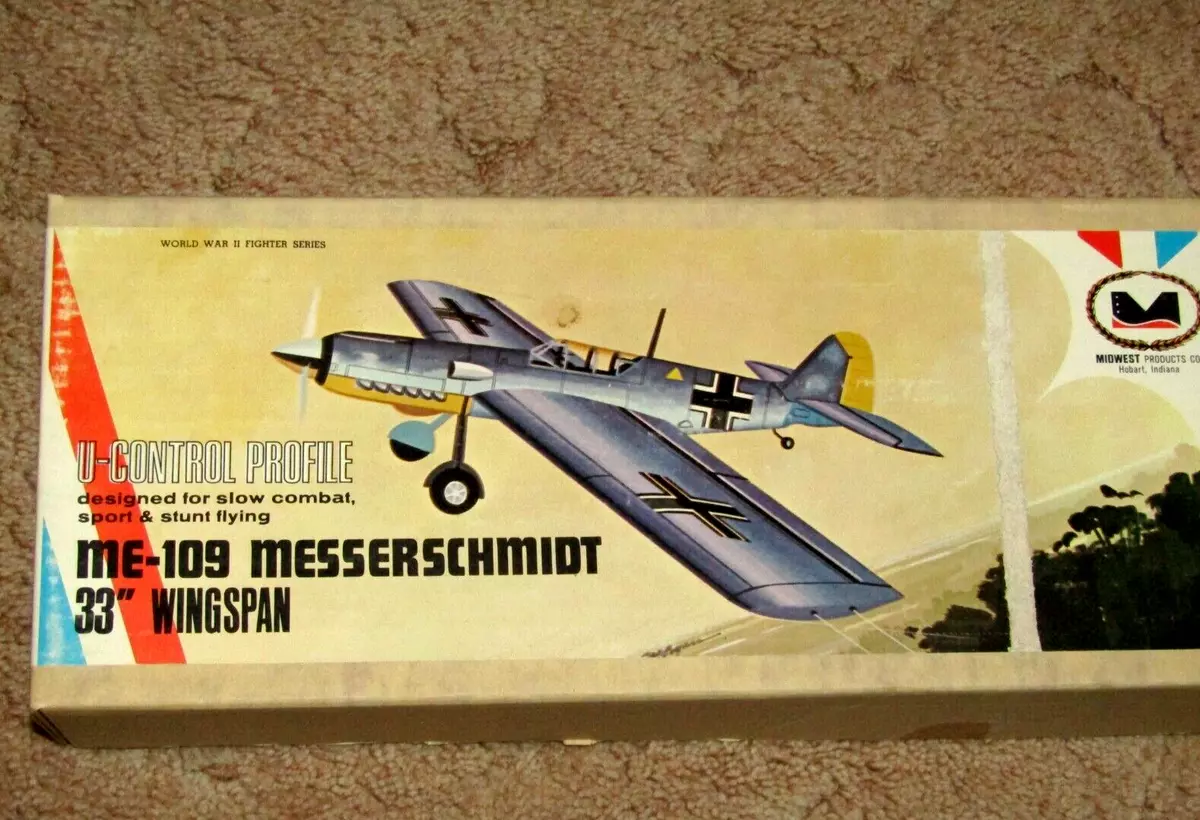 WORLD WAR II FIGHTER SERIES
MIDWEST PRODUCTS CO
Hobart, Indiana
U-CONTROL PROFILE
designed for slow combat,
sport & stunt flying
ME-109 MESSERSCHMIDT
33" WINGSPAN